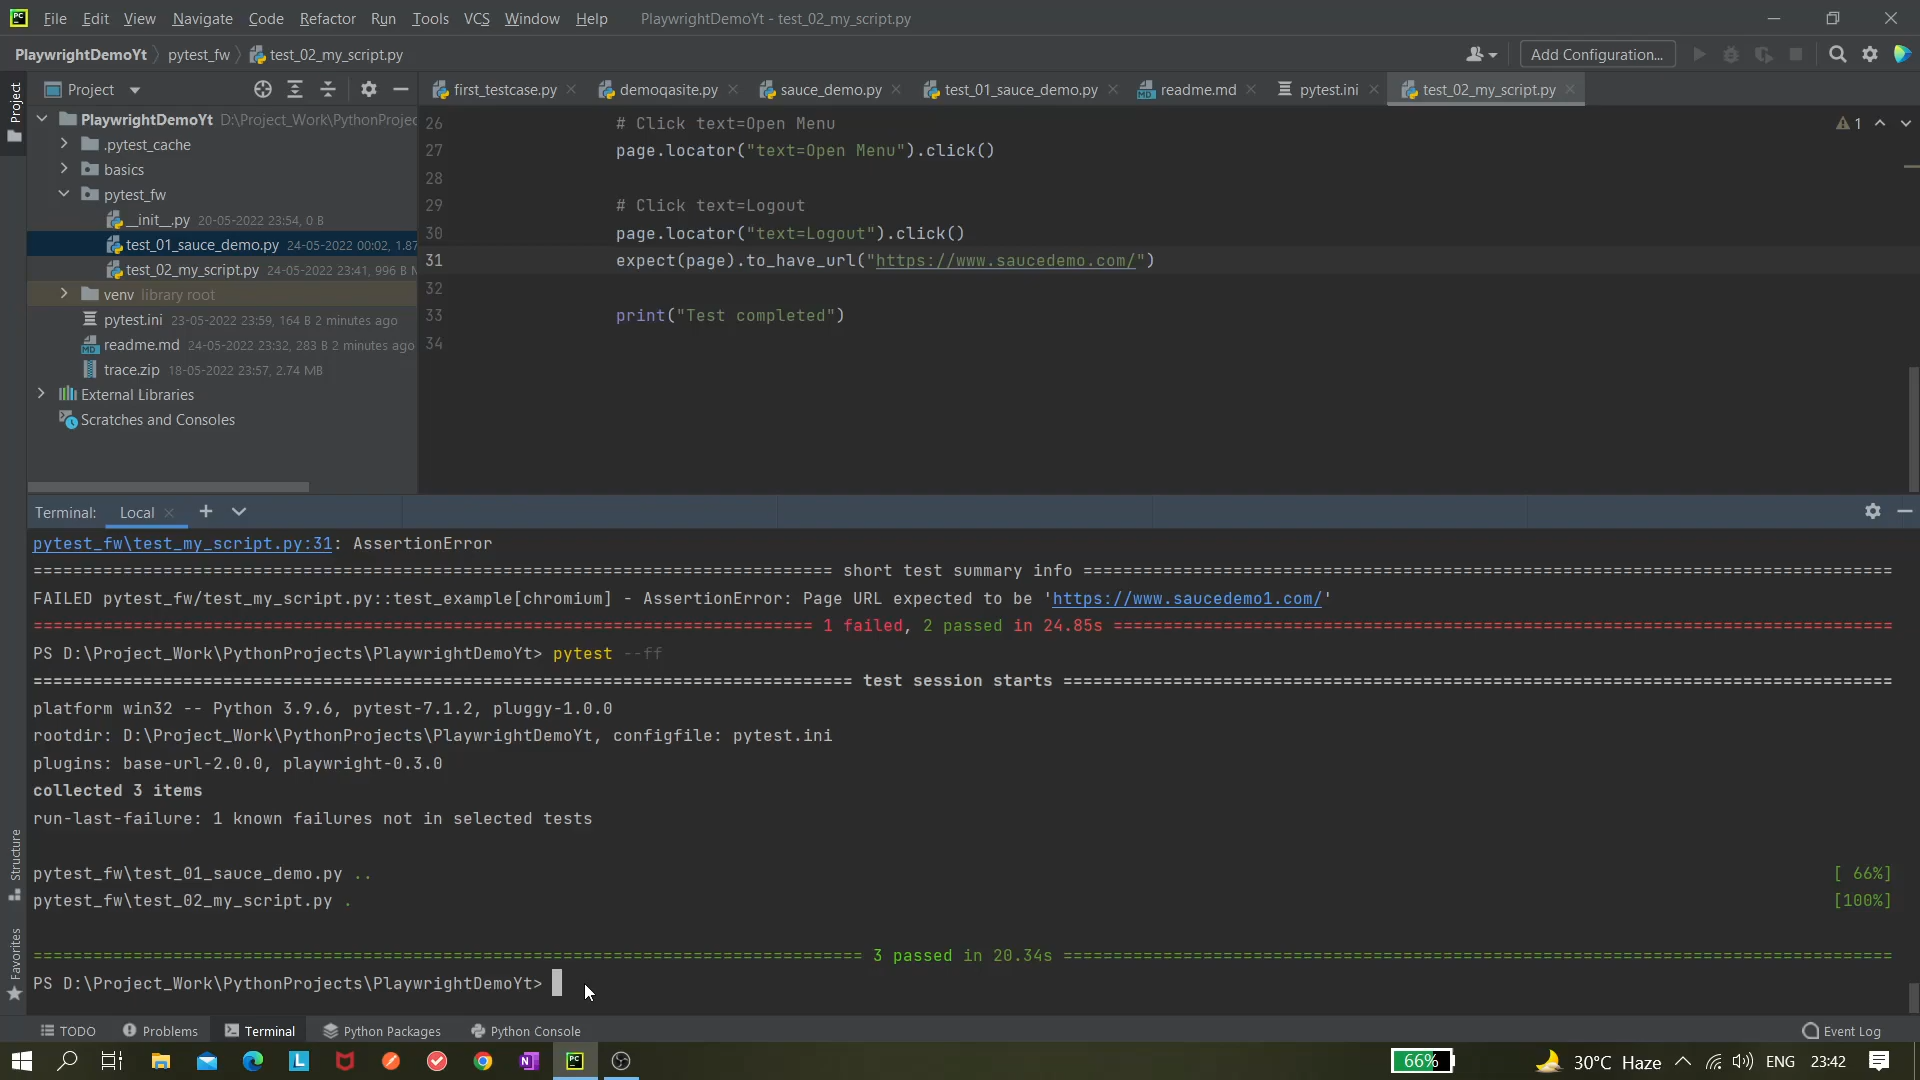 File Edit View Navigate Code Refactor Run Tools VCS Window Help PlaywrightDemoYt - test_02_my_script.py
PlaywrightDemoYt pytest_fw test_02_my_script.py Add Configuration...
Project
first_testcase.py demoqasite.py sauce_demo.py test_01_sauce_demo.py readme.md pytest.ini test_02_my_script.py
Project
PlaywrightDemoYt D:\Project_Work\PythonProjec
.pytest_cache
basics
pytest_fw
__init__.py 20-05-2022 23:54, 0 B
test_01_sauce_demo.py 24-05-2022 00:02, 1.87
test_02_my_script.py 24-05-2022 23:41, 996 B
venv library root
pytest.ini 23-05-2022 23:59, 164 B 2 minutes ago
readme.md 24-05-2022 23:32, 283 B 2 minutes ago
trace.zip 18-05-2022 23:57, 2.74 MB
External Libraries
Scratches and Consoles
26 # Click text=Open Menu
27 page.locator("text=Open Menu").click()
28
29 # Click text=Logout
30 page.locator("text=Logout").click()
31 expect(page).to_have_url("https://www.saucedemo.com/")
32
33 print("Test completed")
34
1
Terminal: Local
pytest_fw\test_my_script.py:31: AssertionError
=============== short test summary info ===============
FAILED pytest_fw/test_my_script.py::test_example[chromium] - AssertionError: Page URL expected to be 'https://www.saucedemo1.com/'
=============== 1 failed, 2 passed in 24.85s ===============
PS D:\Project_Work\PythonProjects\PlaywrightDemoYt> pytest --ff
=============== test session starts ===============
platform win32 -- Python 3.9.6, pytest-7.1.2, pluggy-1.0.0
rootdir: D:\Project_Work\PythonProjects\PlaywrightDemoYt, configfile: pytest.ini
plugins: base-url-2.0.0, playwright-0.3.0
collected 3 items
run-last-failure: 1 known failures not in selected tests
pytest_fw\test_01_sauce_demo.py .. [ 66%]
pytest_fw\test_02_my_script.py . [100%]
=============== 3 passed in 20.34s ===============
PS D:\Project_Work\PythonProjects\PlaywrightDemoYt>
Structure
Favorites
TODO Problems Terminal Python Packages Python Console Event Log
66% 30°C Haze ENG 23:42